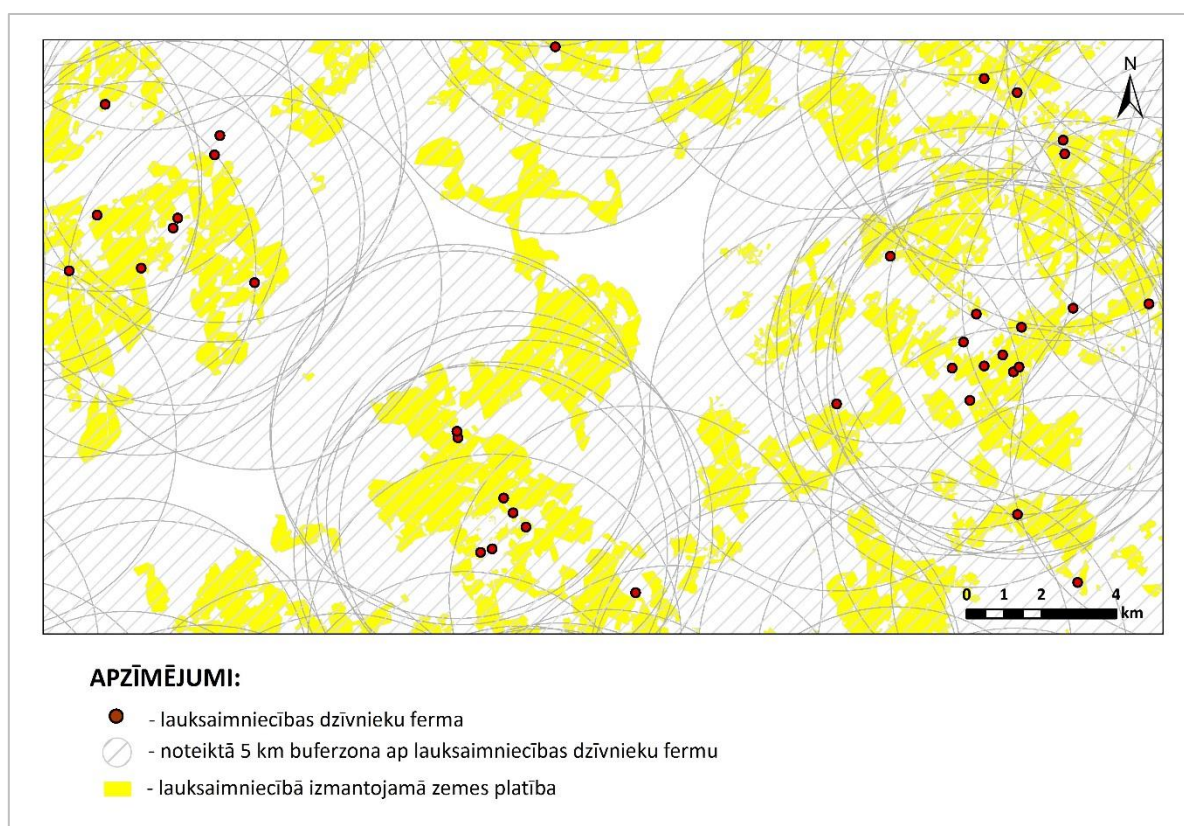 N
0 1 2 4
km
APZĪMĒJUMI:
- lauksaimniecības dzīvnieku ferma
- noteiktā 5 km buferzona ap lauksaimniecības dzīvnieku fermu
- lauksaimniecībā izmantojamā zemes platība